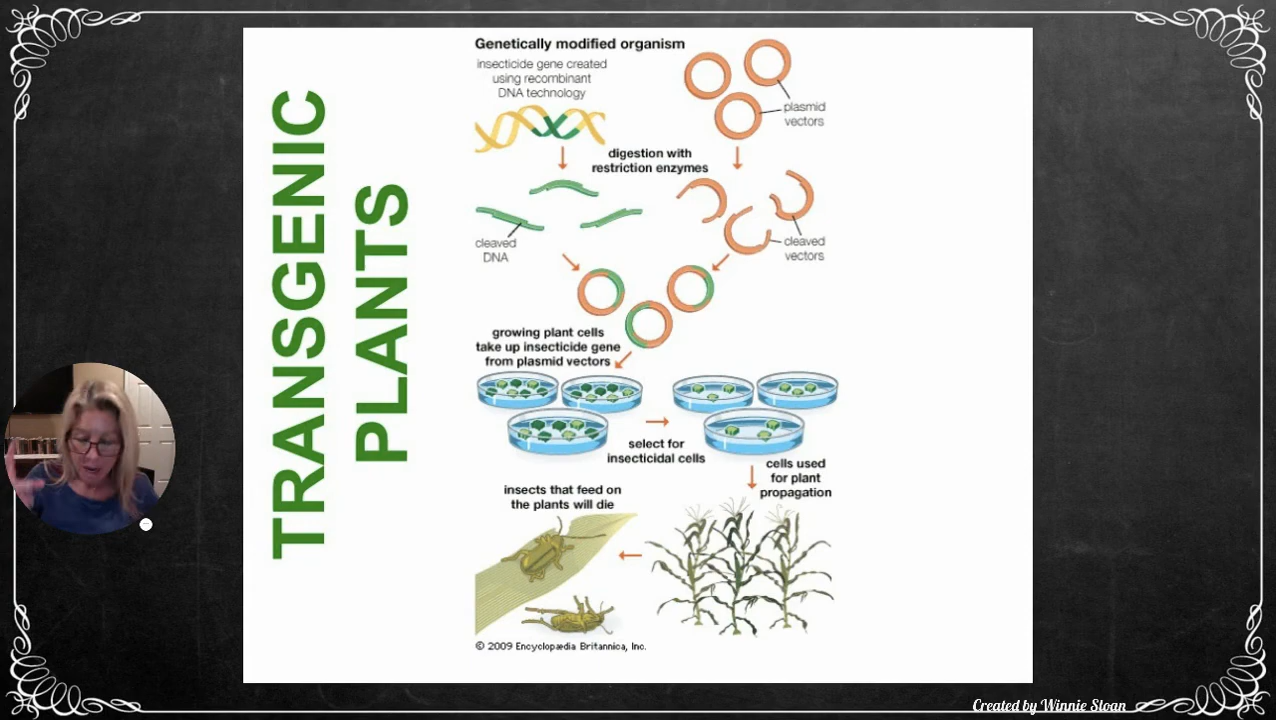 TRANSGENIC
PLANTS
Genetically modified organism
insecticide gene created
using recombinant
DNA technology
plasmid
vectors
digestion with
restriction enzymes
cleaved
DNA
cleaved
vectors
growing plant cells
take up insecticide gene
from plasmid vectors
select for
insecticidal cells
cells used
for plant
propagation
insects that feed on
the plants will die
© 2009 Encyclopædia Britannica, Inc.
Created by Winnie Sloan